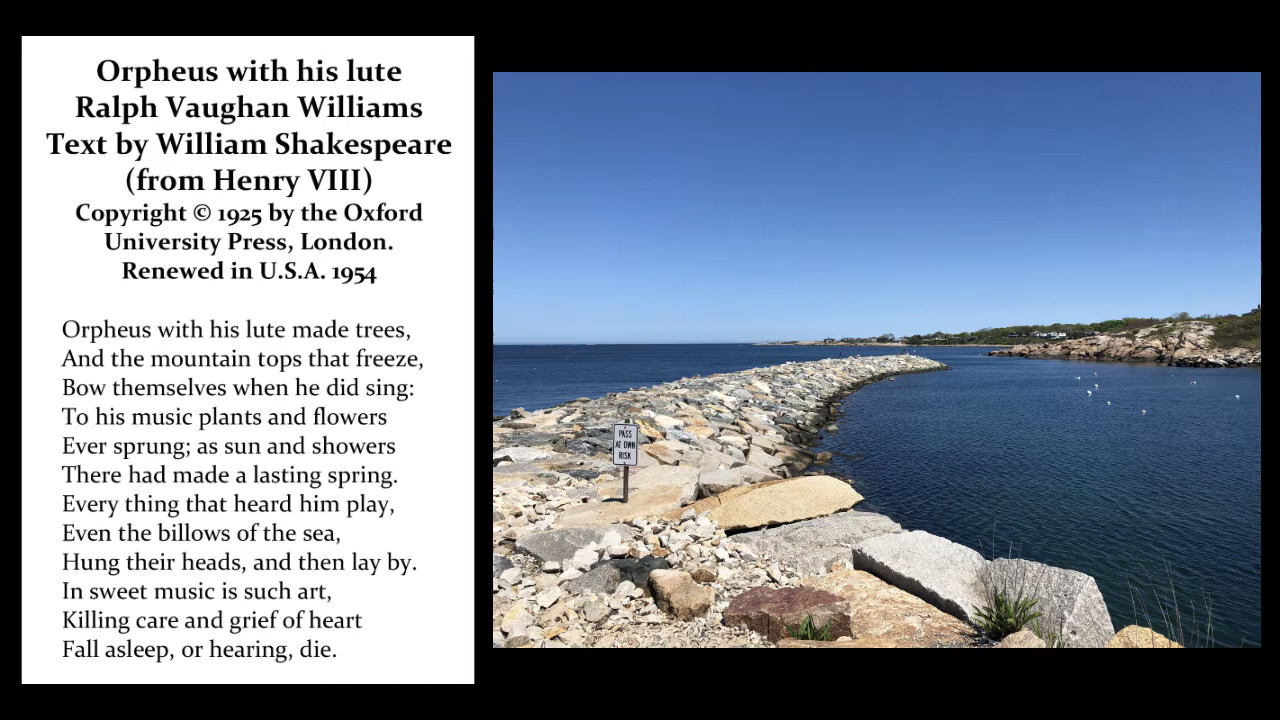 Orpheus with his lute
Ralph Vaughan Williams
Text by William Shakespeare
(from Henry VIII)
Copyright © 1925 by the Oxford
University Press, London.
Renewed in U.S.A. 1954
Orpheus with his lute made trees,
And the mountain tops that freeze,
Bow themselves when he did sing:
To his music plants and flowers
Ever sprung; as sun and showers
There had made a lasting spring.
Every thing that heard him play,
Even the billows of the sea,
Hung their heads, and then lay by.
In sweet music is such art,
Killing care and grief of heart
Fall asleep, or hearing, die.
PASS
AT OWN
RISK